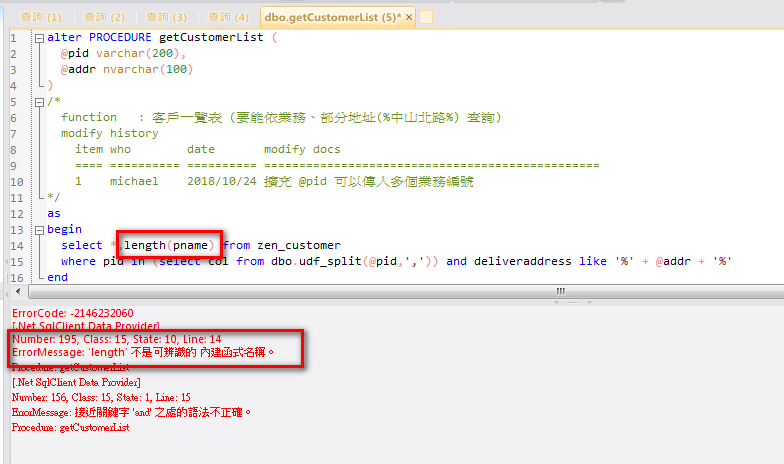 查詢 (1) 查詢 (2) 查詢 (3) 查詢 (4) dbo.getCustomerList (5)* ×
1 alter PROCEDURE getCustomerList (
2 @pid varchar(200),
3 @addr nvarchar(100)
4 )
5 /*
6 function : 客戶一覽表 (要能依業務、部分地址(%中山北路%) 查詢)
7 modify history
8 item who date modify docs
9 ==== ========== ========== ================================================
10 1 michael 2018/10/24 擴充 @pid 可以傳入多個業務編號
11 */
12 as
13 begin
14 select *,length(pname) from zen_customer
15 where pid in (select col from dbo.udf_split(@pid,',')) and deliveraddress like '%' + @addr + '%'
16 end
ErrorCode: -2146232060
[.Net SqlClient Data Provider]
Number: 195, Class: 15, State: 10, Line: 14
ErrorMessage: 'length' 不是可辨識的 內建函式名稱。
Procedure: getCustomerList
[.Net SqlClient Data Provider]
Number: 156, Class: 15, State: 1, Line: 15
ErrorMessage: 接近關鍵字 'and' 之處的語法不正確。
Procedure: getCustomerList